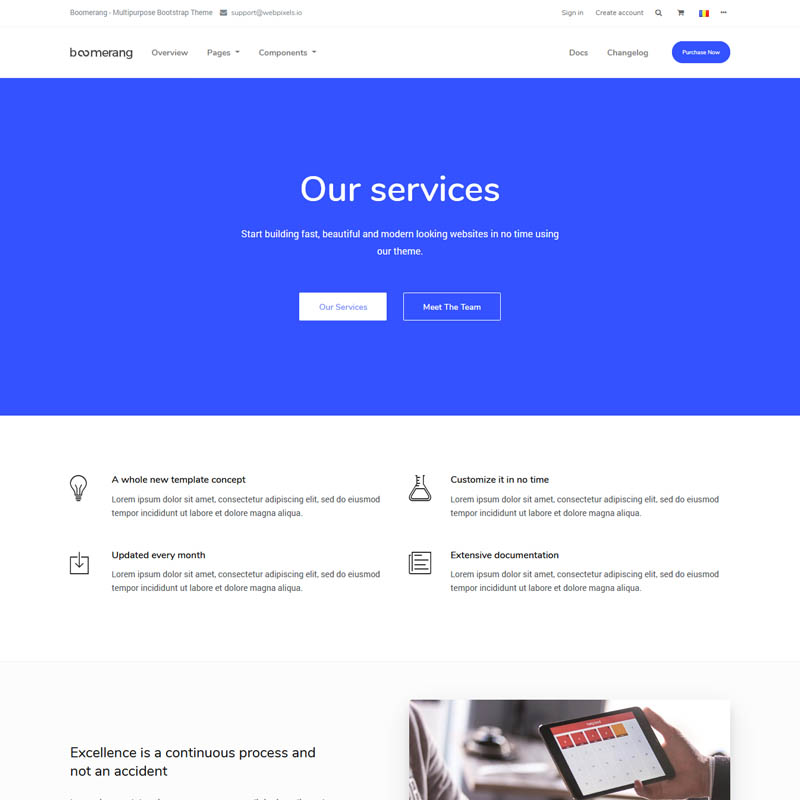 Boomerang - Multipurpose Bootstrap Theme support@webpixels.io Sign in Create account
boomerang Overview Pages Components Docs Changelog Purchase Now
Our services
Start building fast, beautiful and modern looking websites in no time using
our theme.
Our Services Meet The Team
A whole new template concept
Lorem ipsum dolor sit amet, consectetur adipiscing elit, sed do eiusmod
tempor incididunt ut labore et dolore magna aliqua.
Customize it in no time
Lorem ipsum dolor sit amet, consectetur adipiscing elit, sed do eiusmod
tempor incididunt ut labore et dolore magna aliqua.
Updated every month
Lorem ipsum dolor sit amet, consectetur adipiscing elit, sed do eiusmod
tempor incididunt ut labore et dolore magna aliqua.
Extensive documentation
Lorem ipsum dolor sit amet, consectetur adipiscing elit, sed do eiusmod
tempor incididunt ut labore et dolore magna aliqua.
Excellence is a continuous process and
not an accident